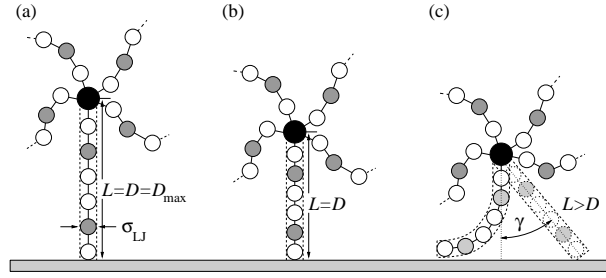 (a)
(b)
(c)
L=D=D_max
L=D
L>D
γ
σ_LJ